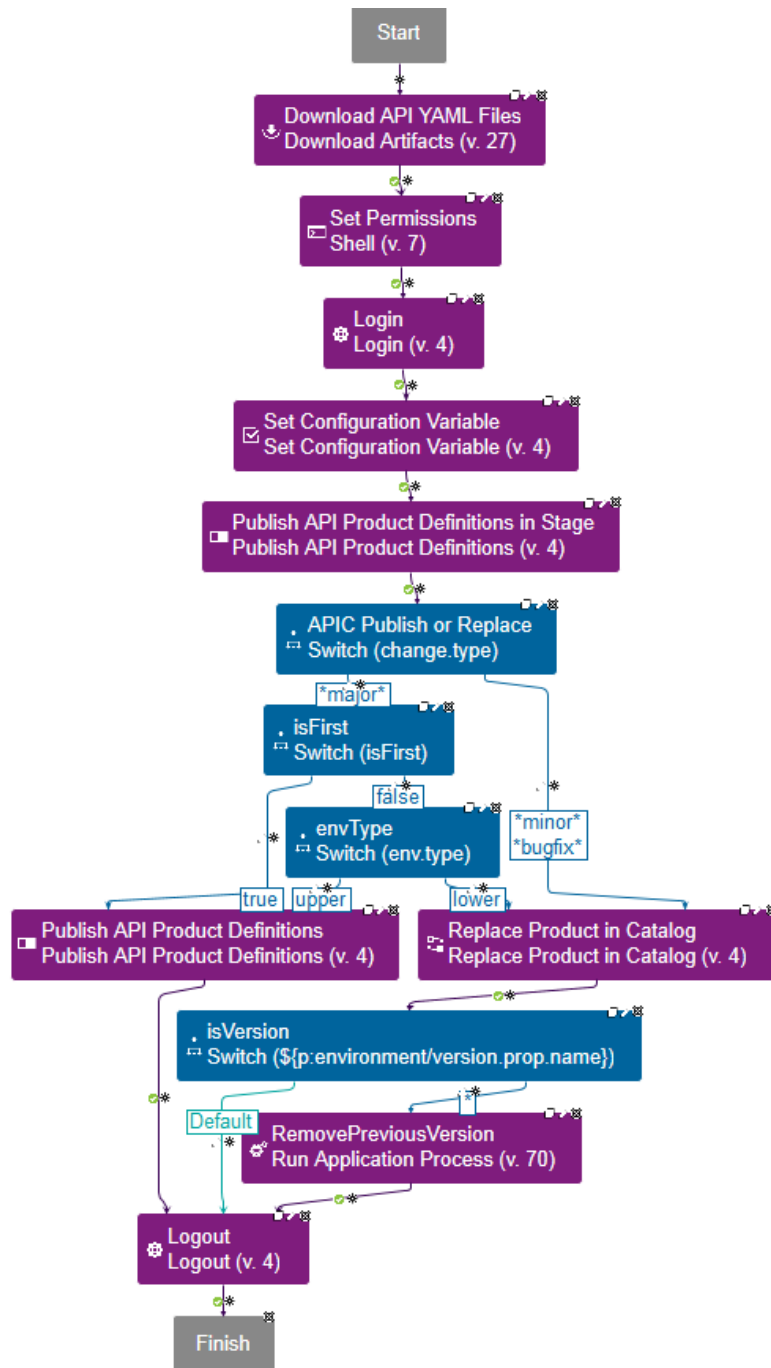 Start
Download API YAML Files
Download Artifacts (v. 27)
Set Permissions
Shell (v. 7)
Login
Login (v. 4)
Set Configuration Variable
Set Configuration Variable (v. 4)
Publish API Product Definitions in Stage
Publish API Product Definitions (v. 4)
APIC Publish or Replace
Switch (change.type)
*major*
isFirst
Switch (isFirst)
false
*minor*
*bugfix*
envType
Switch (env.type)
true
upper
lower
Publish API Product Definitions
Publish API Product Definitions (v. 4)
Replace Product in Catalog
Replace Product in Catalog (v. 4)
isVersion
Switch (${p:environment/version.prop.name})
*
Default
RemovePreviousVersion
Run Application Process (v. 70)
Logout
Logout (v. 4)
Finish